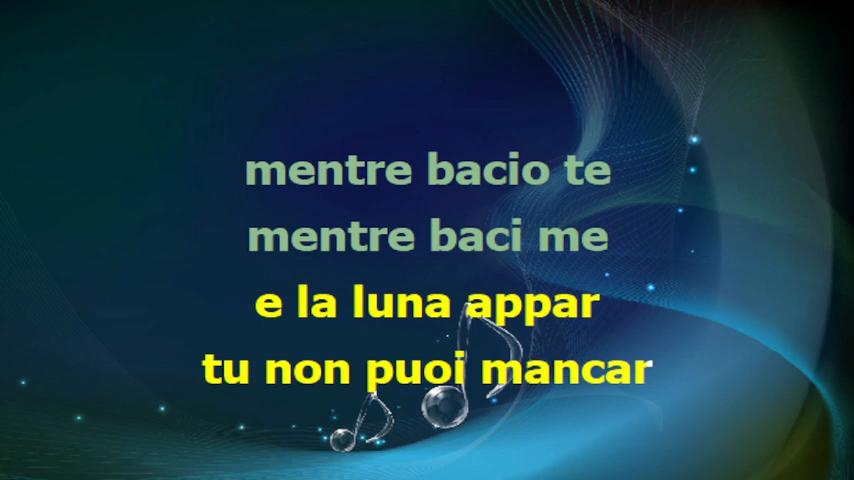 mentre bacio te
mentre baci me
e la luna appar
tu non puoi mancar